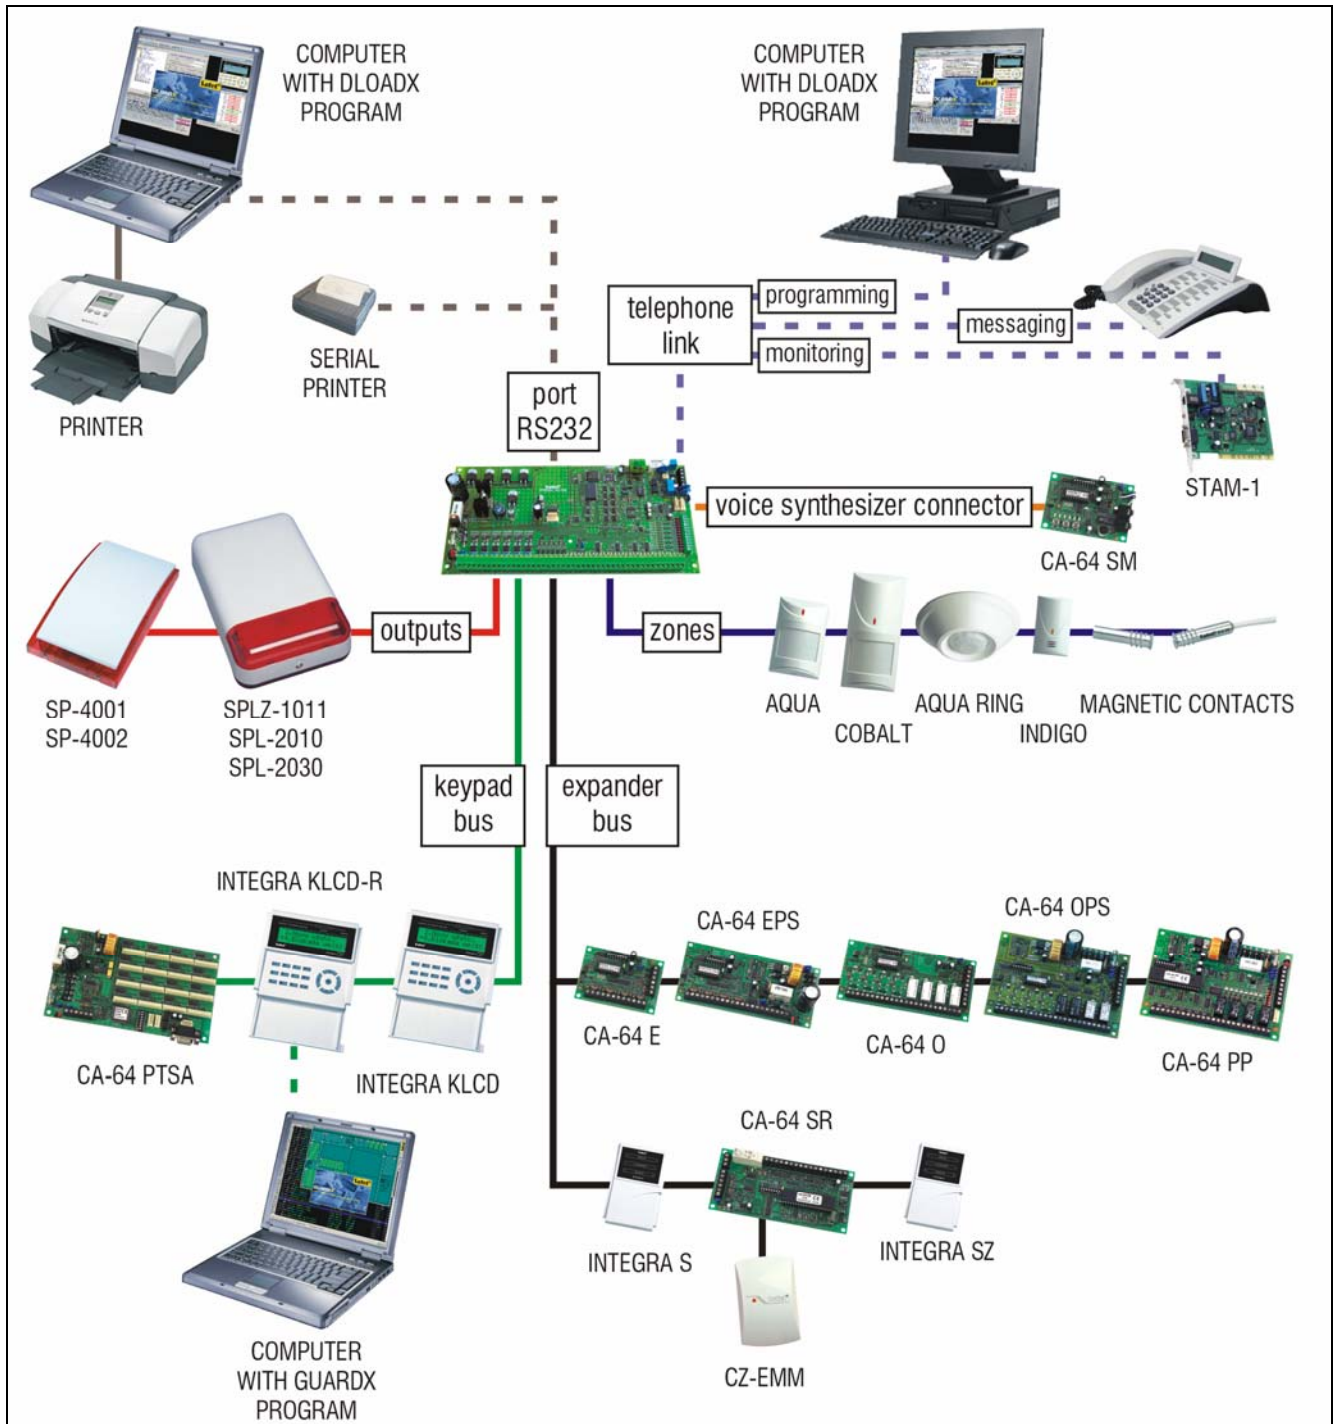 COMPUTER
WITH DLOADX
PROGRAM
COMPUTER
WITH DLOADX
PROGRAM
PRINTER
SERIAL
PRINTER
telephone
link
programming
messaging
monitoring
port
RS232
STAM-1
voice synthesizer connector
CA-64 SM
outputs
zones
SP-4001
SP-4002
SPLZ-1011
SPL-2010
SPL-2030
AQUA
COBALT
AQUA RING
INDIGO
MAGNETIC CONTACTS
keypad
bus
expander
bus
INTEGRA KLCD-R
CA-64 PTSA
INTEGRA KLCD
CA-64 EPS
CA-64 OPS
CA-64 E
CA-64 O
CA-64 PP
CA-64 SR
INTEGRA S
INTEGRA SZ
CZ-EMM
COMPUTER
WITH GUARDX
PROGRAM